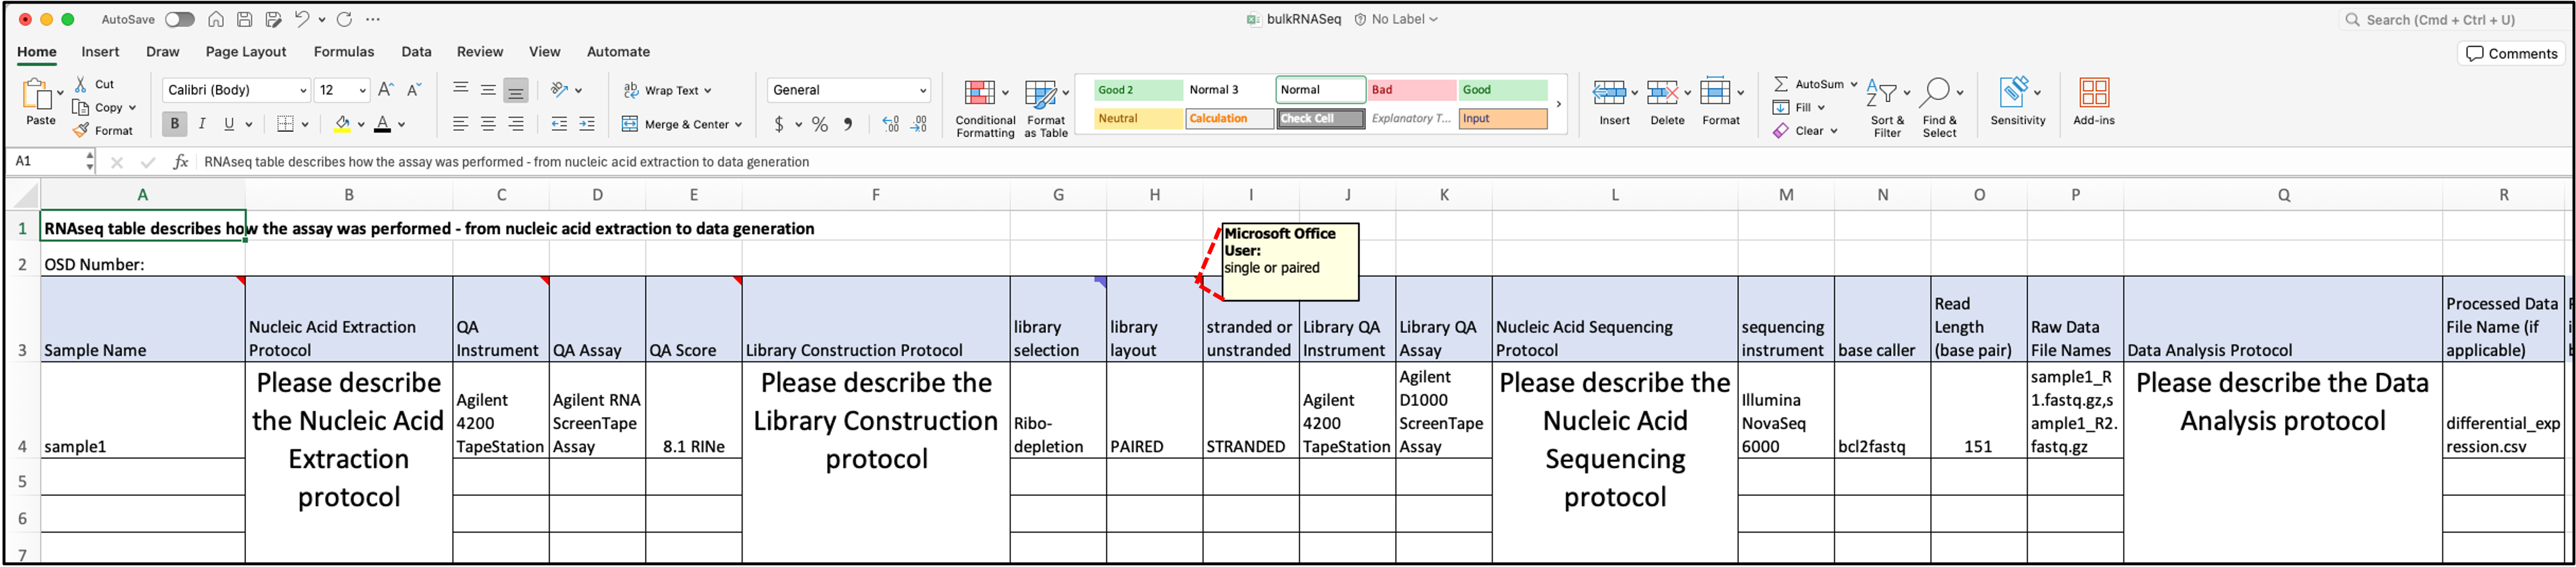 AutoSave
bulkRNASeq
No Label
Search (Cmd + Ctrl + U)
Home Insert Draw Page Layout Formulas Data Review View Automate
Comments
Paste
Cut
Copy
Format
Calibri (Body) 12
B I U
Wrap Text
Merge & Center
General
$ % 9
Conditional Formatting
Format as Table
Good 2 Normal 3 Normal Bad Good
Neutral Calculation Check Cell Explanatory T... Input
Insert Delete Format
AutoSum
Fill
Clear
Sort & Filter
Find & Select
Sensitivity
Add-ins
A1 fx RNAseq table describes how the assay was performed - from nucleic acid extraction to data generation
A B C D E F G H I J K L M N O P Q R
1 RNAseq table describes how the assay was performed - from nucleic acid extraction to data generation
Microsoft Office
User:
single or paired
2 OSD Number:
3 Sample Name
Nucleic Acid Extraction
Protocol
QA
Instrument
QA Assay
QA Score
Library Construction Protocol
library
selection
library
layout
stranded or
unstranded
Library QA
Instrument
Library QA
Assay
Nucleic Acid Sequencing
Protocol
sequencing
instrument
base caller
Read
Length
(base pair)
Raw Data
File Names
Data Analysis Protocol
Processed Data
File Name (if
applicable)
4 sample1
Please describe
the Nucleic Acid
Extraction
protocol
Agilent
4200
TapeStation
Agilent RNA
ScreenTape
Assay
8.1 RINe
Please describe the
Library Construction
protocol
Ribo-
depletion
PAIRED
STRANDED
Agilent
4200
TapeStation
Agilent
D1000
ScreenTape
Assay
Please describe the
Nucleic Acid
Sequencing
protocol
Illumina
NovaSeq
6000
bcl2fastq
151
sample1_R
1.fastq.gz,s
ample1_R2.
fastq.gz
Please describe the Data
Analysis protocol
differential_exp
ression.csv
5
6
7